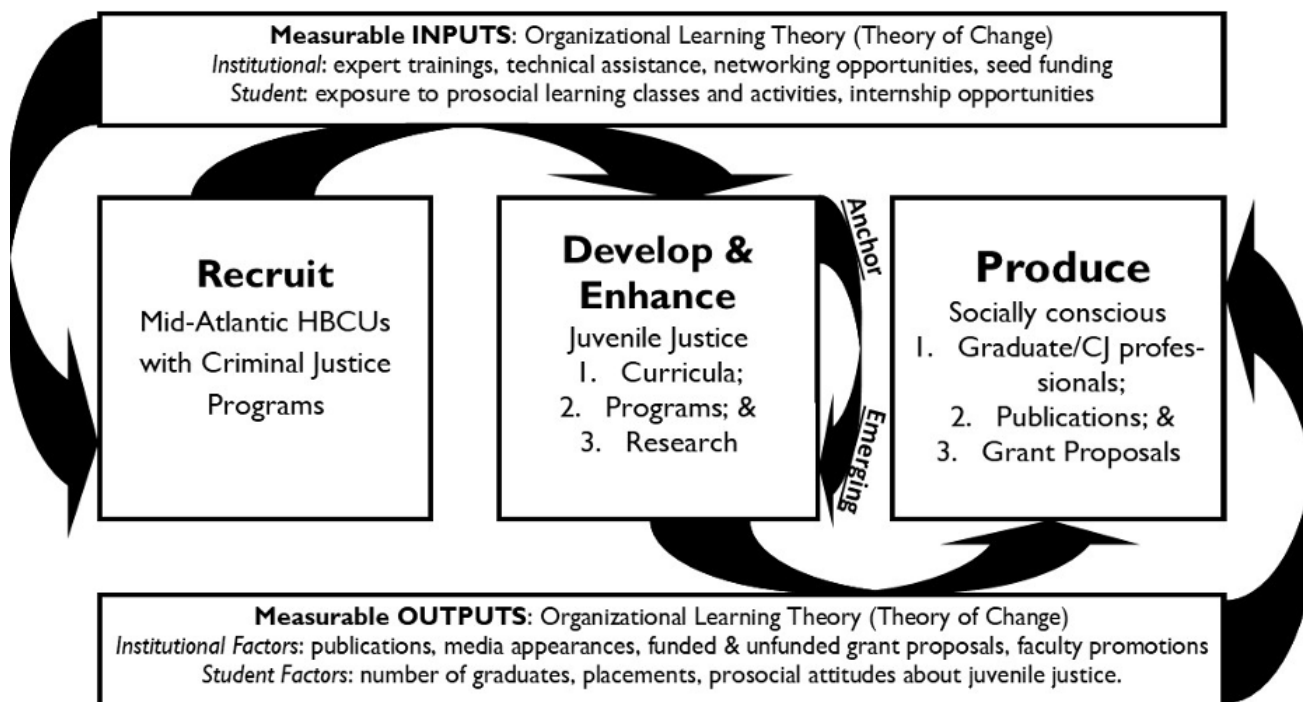 Measurable INPUTS: Organizational Learning Theory (Theory of Change)
Institutional: expert trainings, technical assistance, networking opportunities, seed funding
Student: exposure to prosocial learning classes and activities, internship opportunities
Recruit
Mid-Atlantic HBCUs
with Criminal Justice
Programs
Develop &
Enhance
Juvenile Justice
1. Curricula;
2. Programs; &
3. Research
Anchor
Emerging
Produce
Socially conscious
1. Graduate/CJ profes-
sionals;
2. Publications; &
3. Grant Proposals
Measurable OUTPUTS: Organizational Learning Theory (Theory of Change)
Institutional Factors: publications, media appearances, funded & unfunded grant proposals, faculty promotions
Student Factors: number of graduates, placements, prosocial attitudes about juvenile justice.